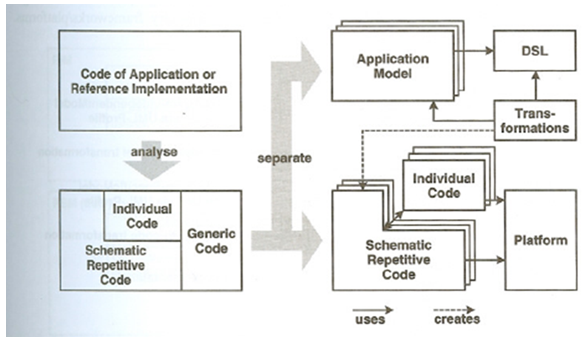 Code of Application or
Reference Implementation
analyse
Individual
Code
Generic
Code
Schematic
Repetitive
Code
separate
Application
Model
DSL
Trans-
formations
Individual
Code
Schematic
Repetitive
Code
Platform
uses
creates